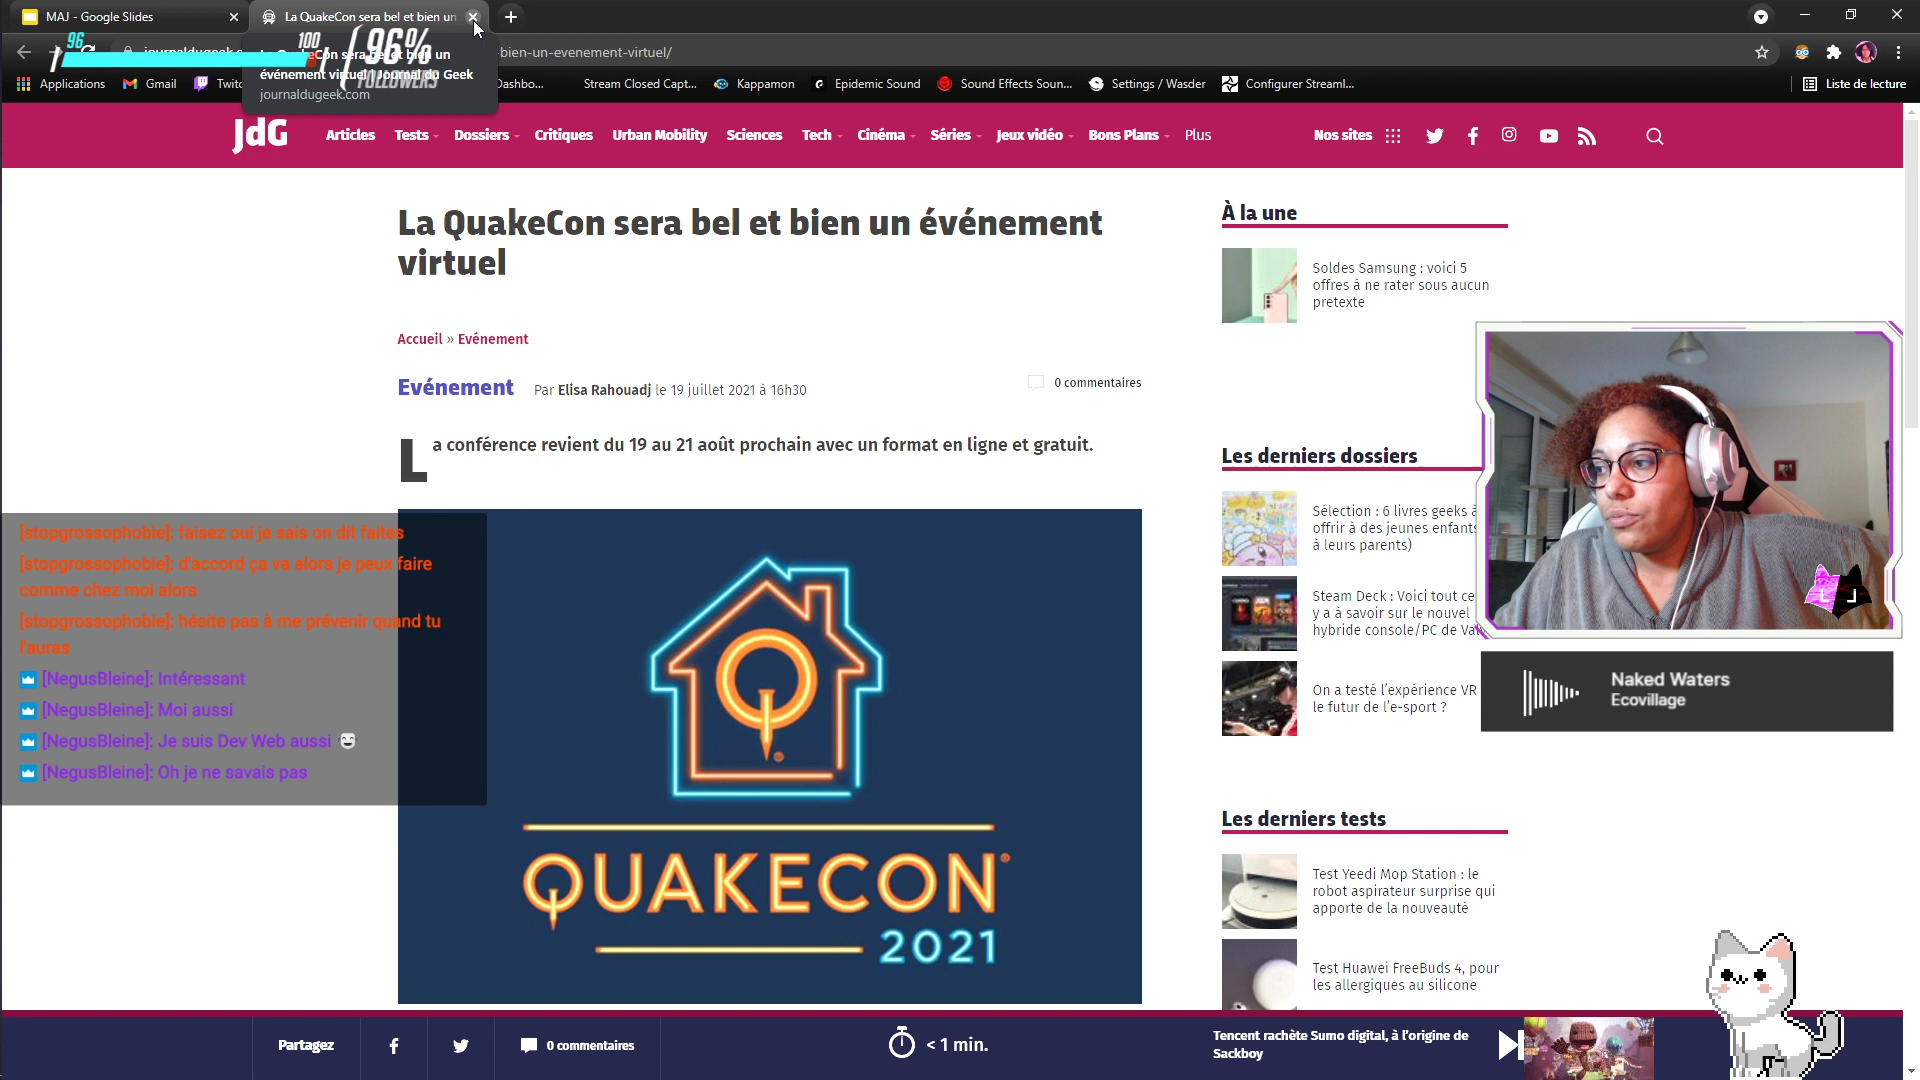 MAJ - Google Slides
La QuakeCon sera bel et bien un
96
100
96%
FOLLOWERS
bien-un-evenement-virtuel/
événement virtuel | Journal du Geek
journaldugeek.com
Applications
Gmail
Dashbo...
Stream Closed Capt...
Kappamon
Epidemic Sound
Sound Effects Soun...
Settings / Wasder
Configurer Streaml...
Liste de lecture
JdG
Articles
Tests
Dossiers
Critiques
Urban Mobility
Sciences
Tech
Cinéma
Séries
Jeux vidéo
Bons Plans
Plus
Nos sites
La QuakeCon sera bel et bien un événement
virtuel
Accueil » Evénement
Evénement
Par Elisa Rahouadj le 19 juillet 2021 à 16h30
0 commentaires
La conférence revient du 19 au 21 août prochain avec un format en ligne et gratuit.
[stopgrossophobie]: faisez oui je sais on dit faites
[stopgrossophobie]: d'accord ça va alors je peux faire
comme chez moi alors
[stopgrossophobie]: hésite pas à me prévenir quand tu
l'auras
[NegusBleine]: Intéressant
[NegusBleine]: Moi aussi
[NegusBleine]: Je suis Dev Web aussi
[NegusBleine]: Oh je ne savais pas
QUAKECON
2021
À la une
Soldes Samsung : voici 5
offres à ne rater sous aucun
pretexte
Les derniers dossiers
Sélection : 6 livres geeks à
offrir à des jeunes enfants
à leurs parents)
Steam Deck : Voici tout ce
y a à savoir sur le nouvel
hybride console/PC de
On a testé l'expérience VR
le futur de l'e-sport ?
L J
Naked Waters
Ecovillage
Les derniers tests
Test Yeedi Mop Station : le
robot aspirateur surprise qui
apporte de la nouveauté
Test Huawei FreeBuds 4, pour
les allergiques au silicone
Partagez
0 commentaires
< 1 min.
Tencent rachète Sumo digital, à l'origine de
Sackboy